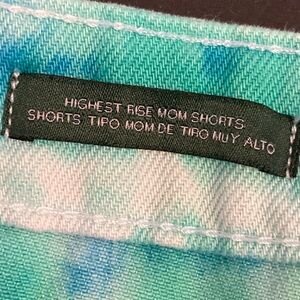 HIGHEST RISE MOM SHORTS
SHORTS TIPO MOM DE TIRO MUY ALTO